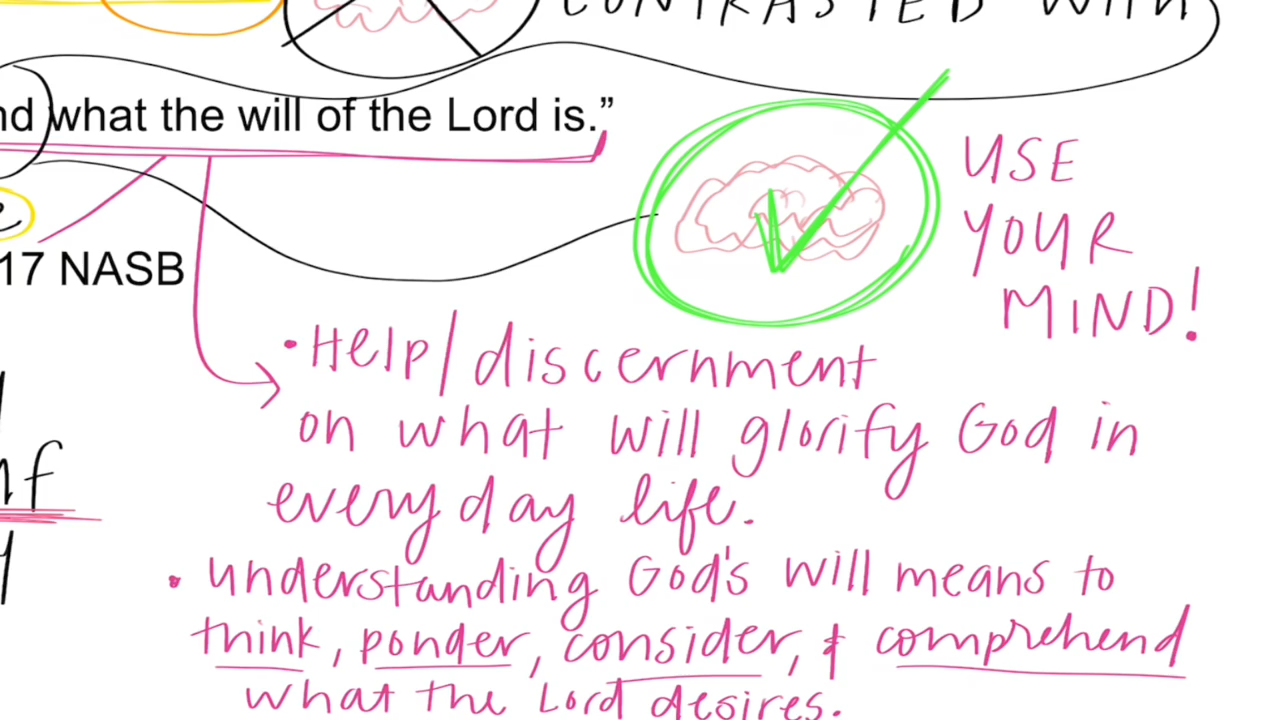 CONTRASTED WITH
nd what the will of the Lord is.”
USE
YOUR
MIND!
17 NASB
• Help/discernment
on what will glorify God in
everyday life.
• understanding God's will means to
think, ponder, consider, & comprehend
what the Lord desires.